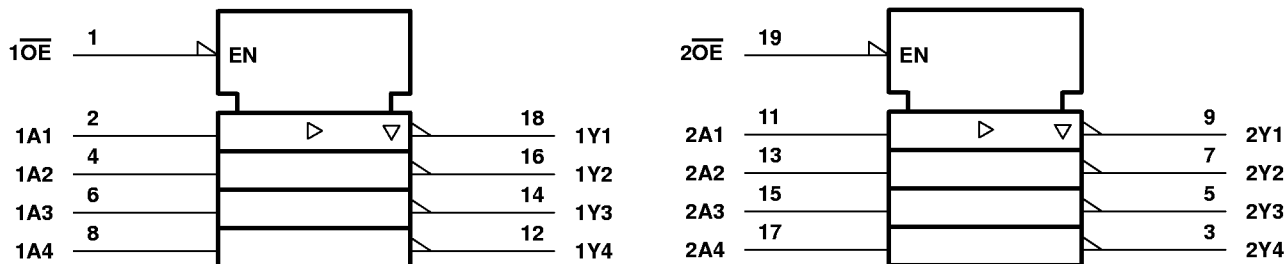 1OE 1 EN
1A1 2 18 1Y1
1A2 4 16 1Y2
1A3 6 14 1Y3
1A4 8 12 1Y4
2OE 19 EN
2A1 11 9 2Y1
2A2 13 7 2Y2
2A3 15 5 2Y3
2A4 17 3 2Y4